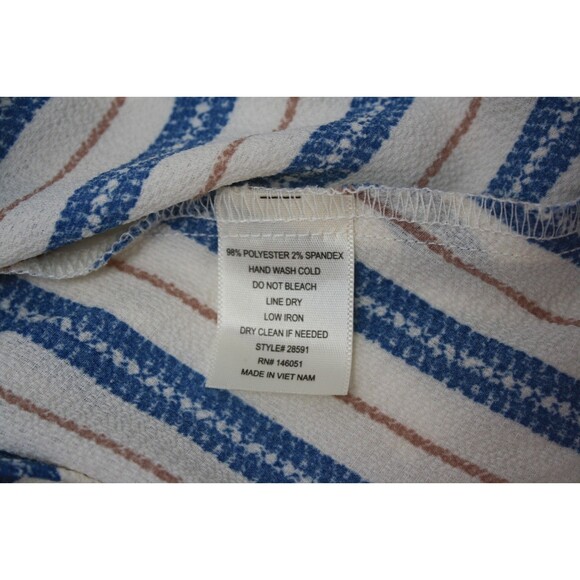 98% POLYESTER 2% SPANDEX
HAND WASH COLD
DO NOT BLEACH
LINE DRY
LOW IRON
DRY CLEAN IF NEEDED
STYLE# 28591
RN# 146051
MADE IN VIET NAM